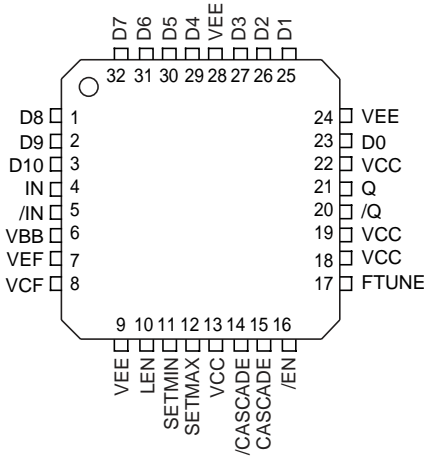 D7 D6 D5 D4 VEE D3 D2 D1
32 31 30 29 28 27 26 25
D8 1 24 VEE
D9 2 23 D0
D10 3 22 VCC
IN 4 21 Q
/IN 5 20 /Q
VBB 6 19 VCC
VEF 7 18 VCC
VCF 8 17 FTUNE
9 10 11 12 13 14 15 16
VEE LEN SETMIN SETMAX VCC /CASCADE CASCADE /EN